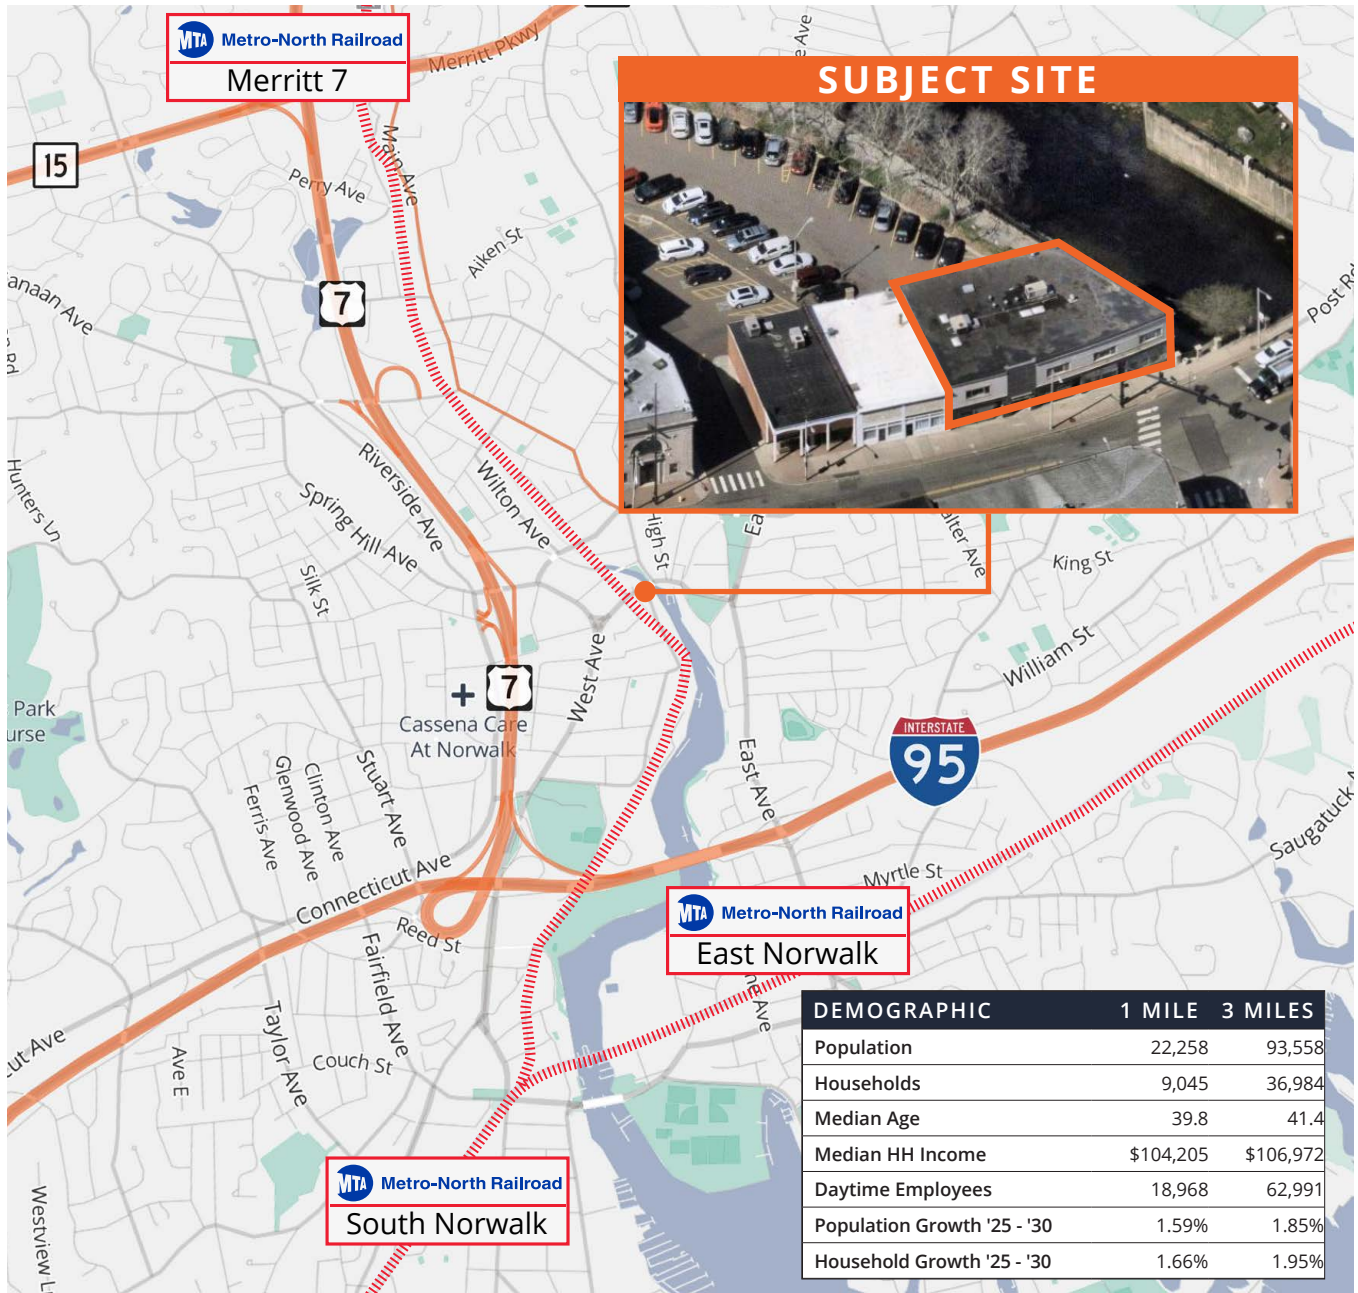 MTA Metro-North Railroad
Merritt 7
Merritt Pkwy
SUBJECT SITE
15
Main Ave
Perry Ave
Aiken St
7
Post Rd
Hunters Ln
Riverside Ave
Wilton Ave
Spring Hill Ave
High St
King St
Silk St
William St
West Ave
7
Cassena Care
At Norwalk
Park
INTERSTATE
95
East Ave
Stuart Ave
Clinton Ave
Glenwood Ave
Ferris Ave
Connecticut Ave
Myrtle St
Reed St
MTA Metro-North Railroad
East Norwalk
Fairfield Ave
Taylor Ave
Couch St
Ave E
DEMOGRAPHIC 1 MILE 3 MILES
Population 22,258 93,558
Households 9,045 36,984
Median Age 39.8 41.4
Median HH Income $104,205 $106,972
Daytime Employees 18,968 62,991
Population Growth '25 - '30 1.59% 1.85%
Household Growth '25 - '30 1.66% 1.95%
MTA Metro-North Railroad
South Norwalk